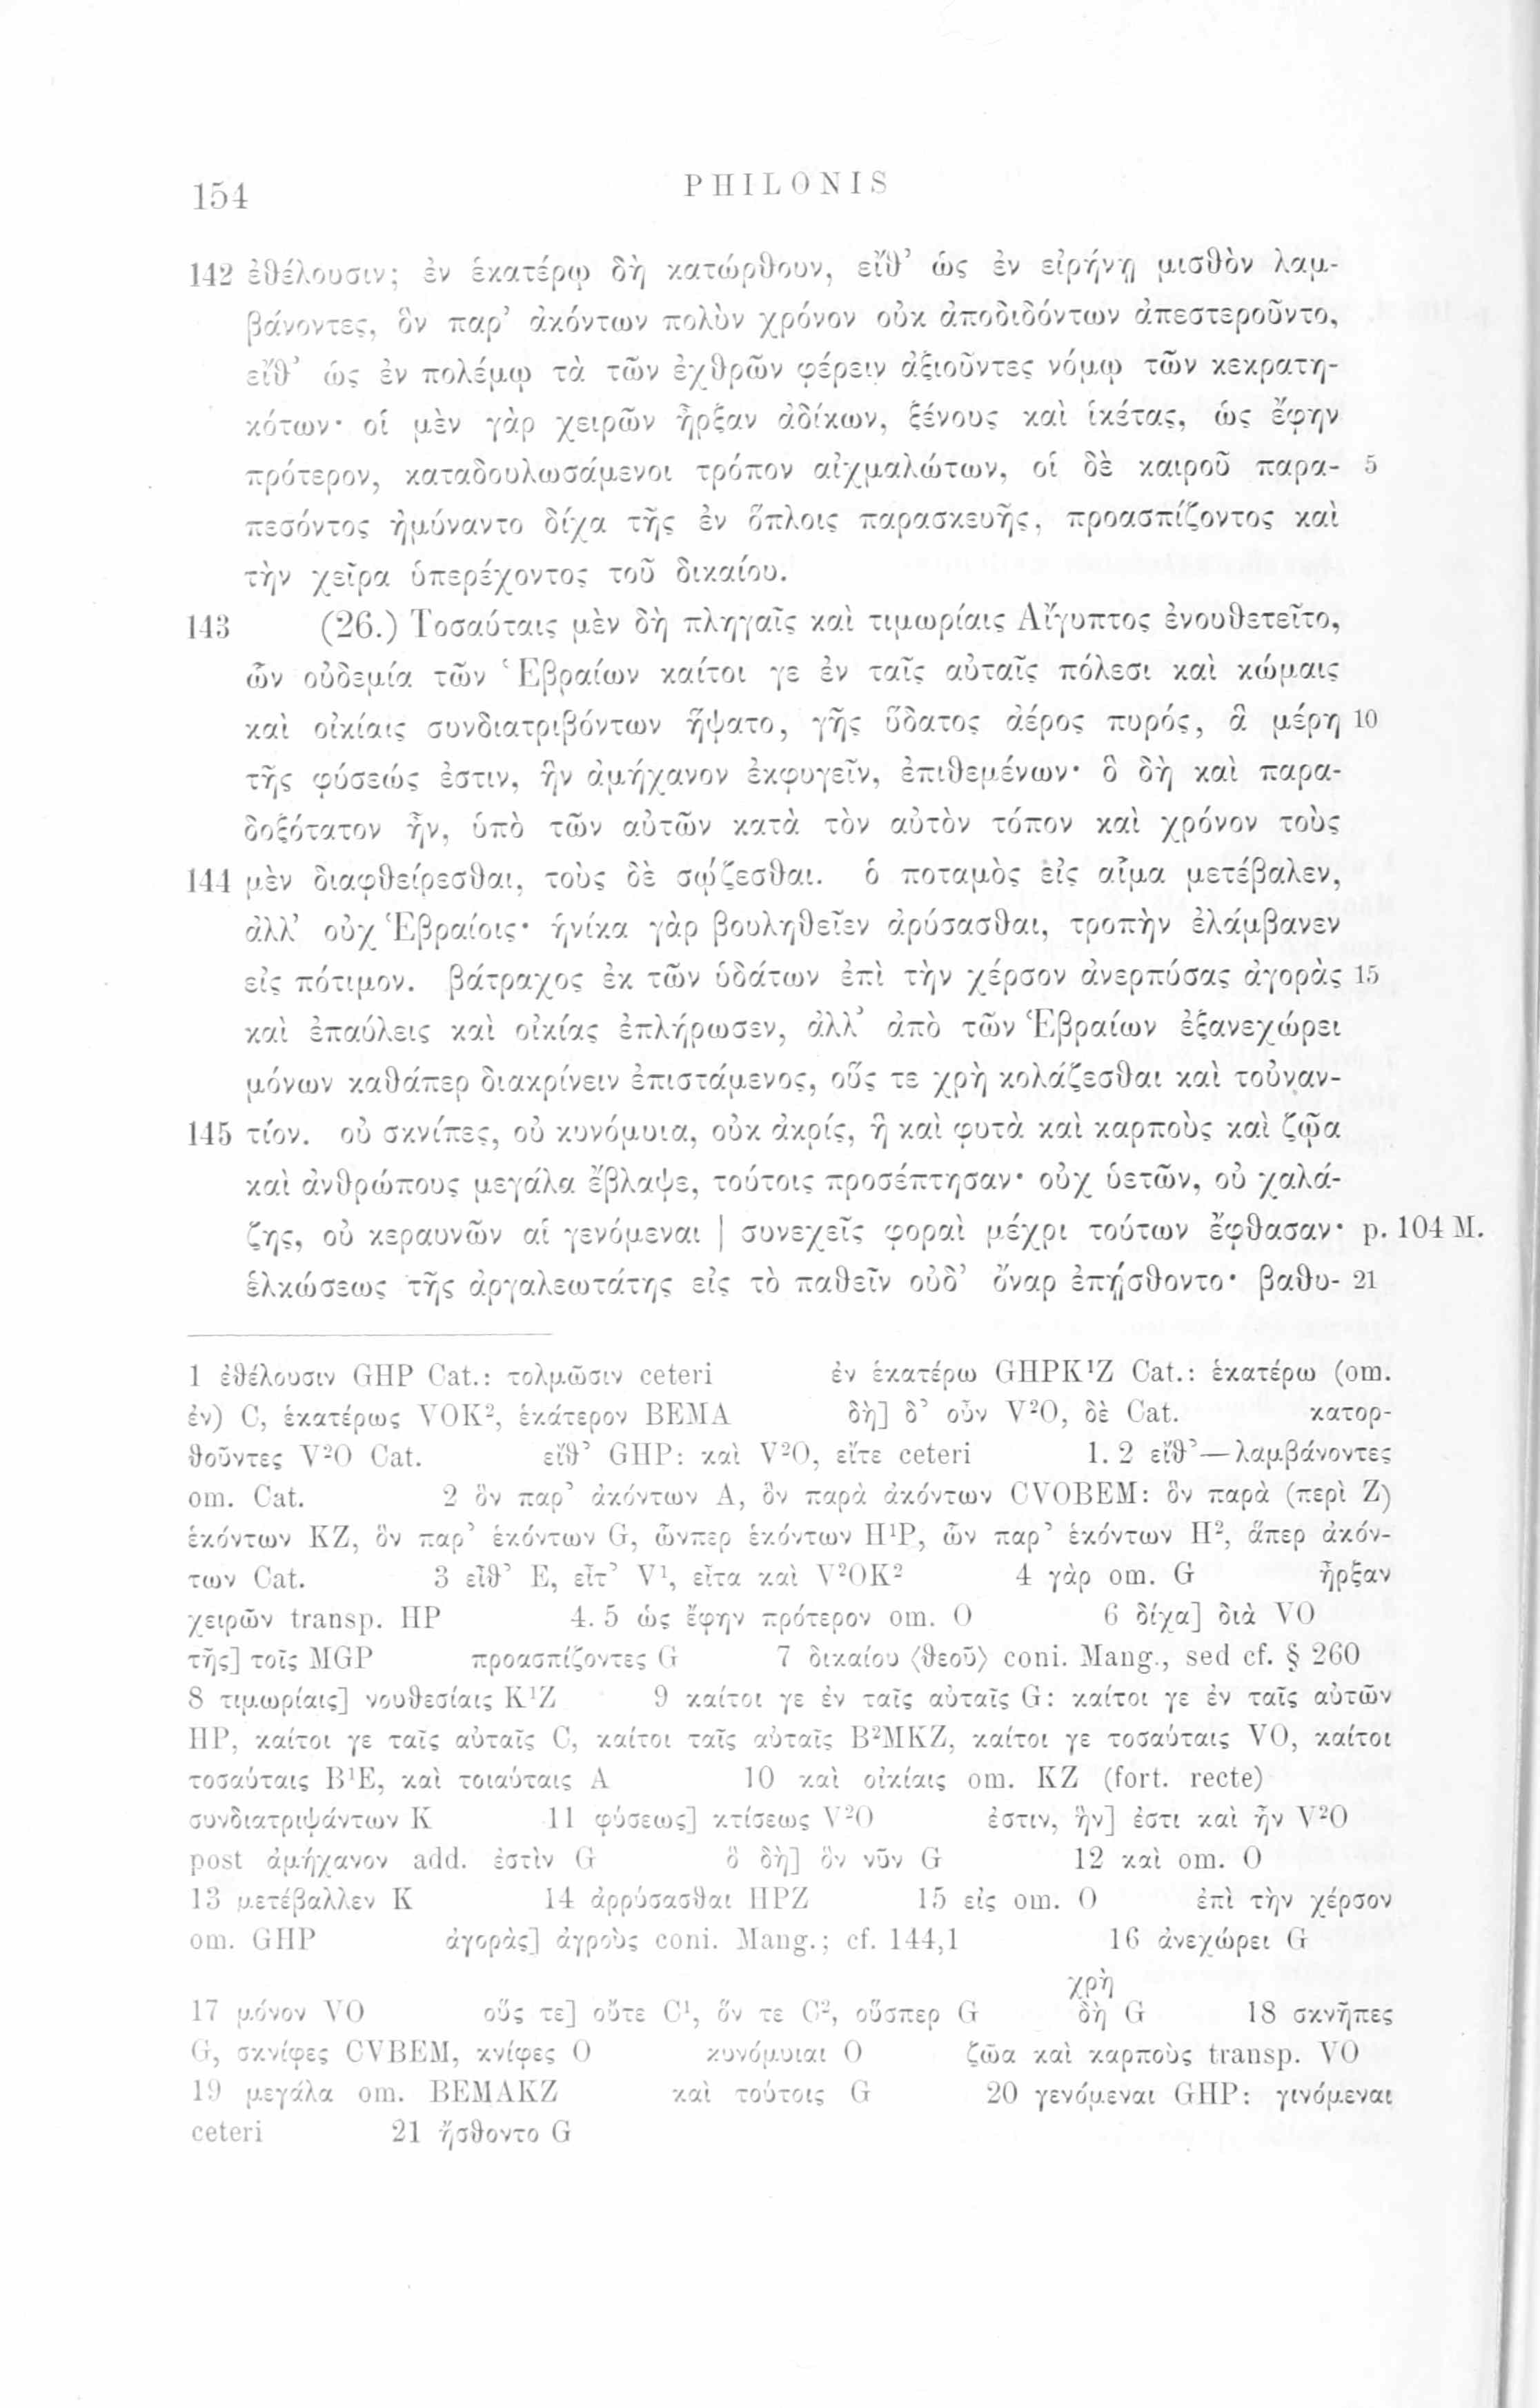 154
PHILONIS
142 ἐθέλουσιν; ἐν ἑκατέρῳ δὴ κατώρθουν, εἴθ’ ὡς ἐν εἰρήνῃ μισθὸν λαμ-
βάνοντες, ὃν παρ’ ἀκόντων πολὺν χρόνον οὐκ ἀποδιδόντων ἀπεστεροῦντο,
εἴθ’ ὡς ἐν πολέμῳ τὰ τῶν ἐχθρῶν φέρειν ἀξιοῦντες νόμῳ τῶν κεκρατη-
κότων· οἱ μὲν γὰρ χειρῶν ἦρξαν ἀδίκων, ξένους καὶ ἱκέτας, ὡς ἔφην
πρότερον, καταδουλωσάμενοι τρόπον αἰχμαλώτων, οἱ δὲ καιροῦ παρα- 5
πεσόντος ἠμύναντο δίχα τῆς ἐν ὅπλοις παρασκευῆς, προασπίζοντος καὶ
τὴν χεῖρα ὑπερέχοντος τοῦ δικαίου.
143 (26.) Τοσαύταις μὲν δὴ πληγαῖς καὶ τιμωρίαις Αἴγυπτος ἐνουθετεῖτο,
ὧν οὐδεμία τῶν Ἑβραίων καίτοι γε ἐν ταῖς αὐταῖς πόλεσι καὶ κώμαις
καὶ οἰκίαις συνδιατριβόντων ἥψατο, γῆς ὕδατος ἀέρος πυρός, ἃ μέρη 10
τῆς φύσεώς ἐστιν, ἣν ἀμήχανον ἐκφυγεῖν, ἐπιθεμένων· ὃ δὴ καὶ παρα-
δοξότατον ἦν, ὑπὸ τῶν αὐτῶν κατὰ τὸν αὐτὸν τόπον καὶ χρόνον τοὺς
144 μὲν διαφθείρεσθαι, τοὺς δὲ σῴζεσθαι. ὁ ποταμὸς εἰς αἷμα μετέβαλεν,
ἀλλ’ οὐχ Ἑβραίοις· ἡνίκα γὰρ βουληθεῖεν ἀρύσασθαι, τροπὴν ἐλάμβανεν
εἰς πότιμον. βάτραχος ἐκ τῶν ὑδάτων ἐπὶ τὴν χέρσον ἀνερπύσας ἀγορὰς 15
καὶ ἐπαύλεις καὶ οἰκίας ἐπλήρωσεν, ἀλλ’ ἀπὸ τῶν Ἑβραίων ἐξανεχώρει
μόνων καθάπερ διακρίνειν ἐπιστάμενος, οὕς τε χρὴ κολάζεσθαι καὶ τοὐναν-
145 τίον. οὐ σκνίπες, οὐ κυνόμυια, οὐκ ἀκρίς, ἣ καὶ φυτὰ καὶ καρποὺς καὶ ζῷα
καὶ ἀνθρώπους μεγάλα ἔβλαψε, τούτοις προσέπτησαν· οὐχ ὑετῶν, οὐ χαλά-
ζης, οὐ κεραυνῶν αἱ γενόμεναι | συνεχεῖς φοραὶ μέχρι τούτων ἔφθασαν· p. 104 M.
ἑλκώσεως τῆς ἀργαλεωτάτης εἰς τὸ παθεῖν οὐδ’ ὄναρ ἐπῄσθοντο· βαθυ- 21
1 ἐθέλουσιν GHP Cat.: τολμῶσιν ceteri ἐν ἑκατέρω GHPK¹Z Cat.: ἑκατέρω (om.
ἐν) C, ἑκατέρως VOK², ἑκάτερον BEMA δὴ] δ’ οὖν V²O, δὲ Cat. κατορ-
θοῦντες V²O Cat. εἴθ’ GHP: καὶ V²O, εἴτε ceteri 1. 2 εἴθ’—λαμβάνοντες
om. Cat. 2 ὃν παρ’ ἀκόντων A, ὃν παρὰ ἀκόντων CVOBEM: ὃν παρὰ (περὶ Z)
ἑκόντων KZ, ὃν παρ’ ἑκόντων G, ὧνπερ ἑκόντων H¹P, ὧν παρ’ ἑκόντων H², ἅπερ ἀκόν-
των Cat. 3 εἶθ’ E, εἶτ’ V¹, εἶτα καὶ V²OK² 4 γὰρ om. G ἦρξαν
χειρῶν transp. HP 4. 5 ὡς ἔφην πρότερον om. O 6 δίχα] διὰ VO
τῆς] τοῖς MGP προασπίζοντες G 7 δικαίου ⟨θεοῦ⟩ coni. Mang., sed cf. § 260
8 τιμωρίαις] νουθεσίαις K¹Z 9 καίτοι γε ἐν ταῖς αὐταῖς G: καίτοι γε ἐν ταῖς αὐτῶν
HP, καίτοι γε ταῖς αὐταῖς C, καίτοι ταῖς αὐταῖς B²MKZ, καίτοι γε τοσαύταις VO, καίτοι
τοσαύταις B¹E, καὶ τοιαύταις A 10 καὶ οἰκίαις om. KZ (fort. recte)
συνδιατριψάντων K 11 φύσεως] κτίσεως V²O ἐστιν, ἣν] ἐστι καὶ ἦν V²O
post ἀμήχανον add. ἐστὶν G ὃ δὴ] ὃν νῦν G 12 καὶ om. O
13 μετέβαλλεν K 14 ἀρρύσασθαι HPZ 15 εἰς om. O ἐπὶ τὴν χέρσον
om. GHP ἀγορὰς] ἀγροὺς coni. Mang.; cf. 144,1 16 ἀνεχώρει G
χρὴ
17 μόνον VO οὕς τε] οὔτε C¹, ὅν τε C², οὕσπερ G δὴ G 18 σκνῆπες
G, σκνίφες CVBEM, κνίφες O κυνόμυιαι O ζῶα καὶ καρποὺς transp. VO
19 μεγάλα om. BEMAKZ καὶ τούτοις G 20 γενόμεναι GHP: γινόμεναι
ceteri 21 ᾔσθοντο G